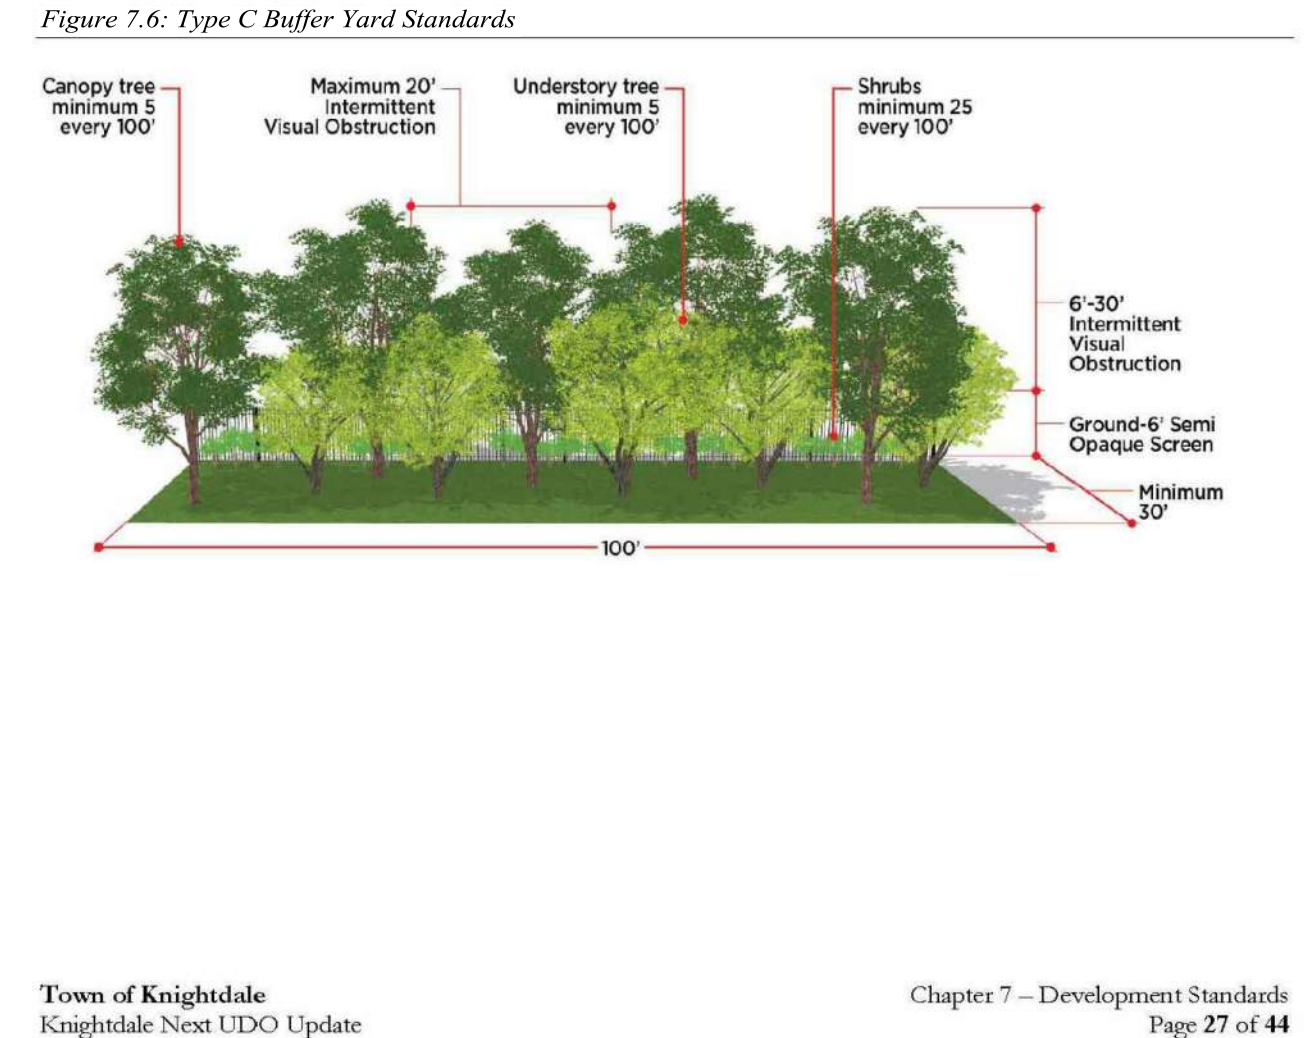 Figure 7.6: Type C Buffer Yard Standards
Canopy tree
minimum 5
every 100'
Maximum 20'
Intermittent
Visual Obstruction
Understory tree
minimum 5
every 100'
Shrubs
minimum 25
every 100'
6'-30'
Intermittent
Visual
Obstruction
Ground-6' Semi
Opaque Screen
Minimum
30'
100'
Town of Knightdale
Knightdale Next UDO Update
Chapter 7 – Development Standards
Page 27 of 44